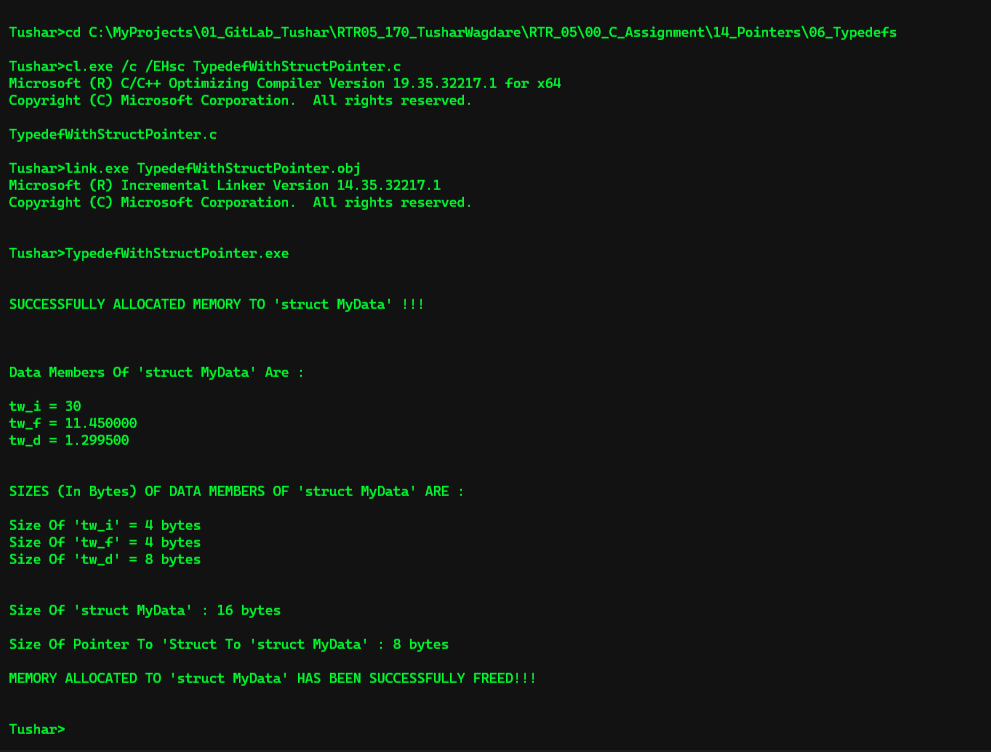 Tushar>cd C:\MyProjects\01_GitLab_Tushar\RTR05_170_TusharWagdare\RTR_05\00_C_Assignment\14_Pointers\06_Typedefs
Tushar>cl.exe /c /EHsc TypedefWithStructPointer.c
Microsoft (R) C/C++ Optimizing Compiler Version 19.35.32217.1 for x64
Copyright (C) Microsoft Corporation.  All rights reserved.
TypedefWithStructPointer.c
Tushar>link.exe TypedefWithStructPointer.obj
Microsoft (R) Incremental Linker Version 14.35.32217.1
Copyright (C) Microsoft Corporation.  All rights reserved.
Tushar>TypedefWithStructPointer.exe
SUCCESSFULLY ALLOCATED MEMORY TO 'struct MyData' !!!
Data Members Of 'struct MyData' Are :
tw_i = 30
tw_f = 11.450000
tw_d = 1.299500
SIZES (In Bytes) OF DATA MEMBERS OF 'struct MyData' ARE :
Size Of 'tw_i' = 4 bytes
Size Of 'tw_f' = 4 bytes
Size Of 'tw_d' = 8 bytes
Size Of 'struct MyData' : 16 bytes
Size Of Pointer To 'Struct To 'struct MyData' : 8 bytes
MEMORY ALLOCATED TO 'struct MyData' HAS BEEN SUCCESSFULLY FREED!!!
Tushar>